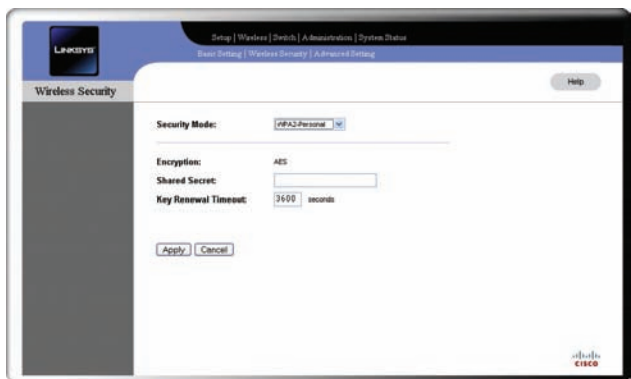 LINKSYS
Setup | Wireless | Switch | Administration | System Status
Basic Setting | Wireless Security | Advanced Setting
Help
Wireless Security
Security Mode:
WPA2-Personal
Encryption:
AES
Shared Secret:
Key Renewal Timeout:
3600 seconds
Apply
Cancel
CISCO